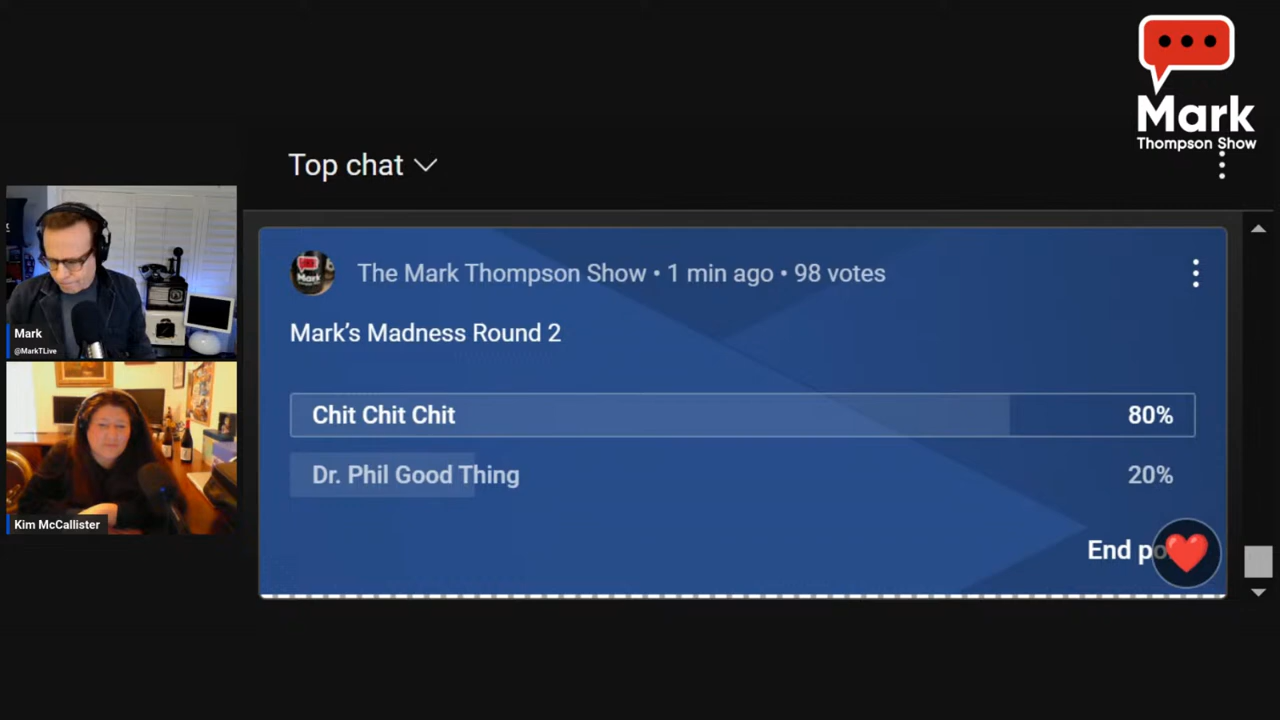 Mark
Thompson Show
Top chat
The Mark Thompson Show • 1 min ago • 98 votes
Mark’s Madness Round 2
Chit Chit Chit 80%
Dr. Phil Good Thing 20%
End po
Mark
@MarkTLive
Kim McCallister